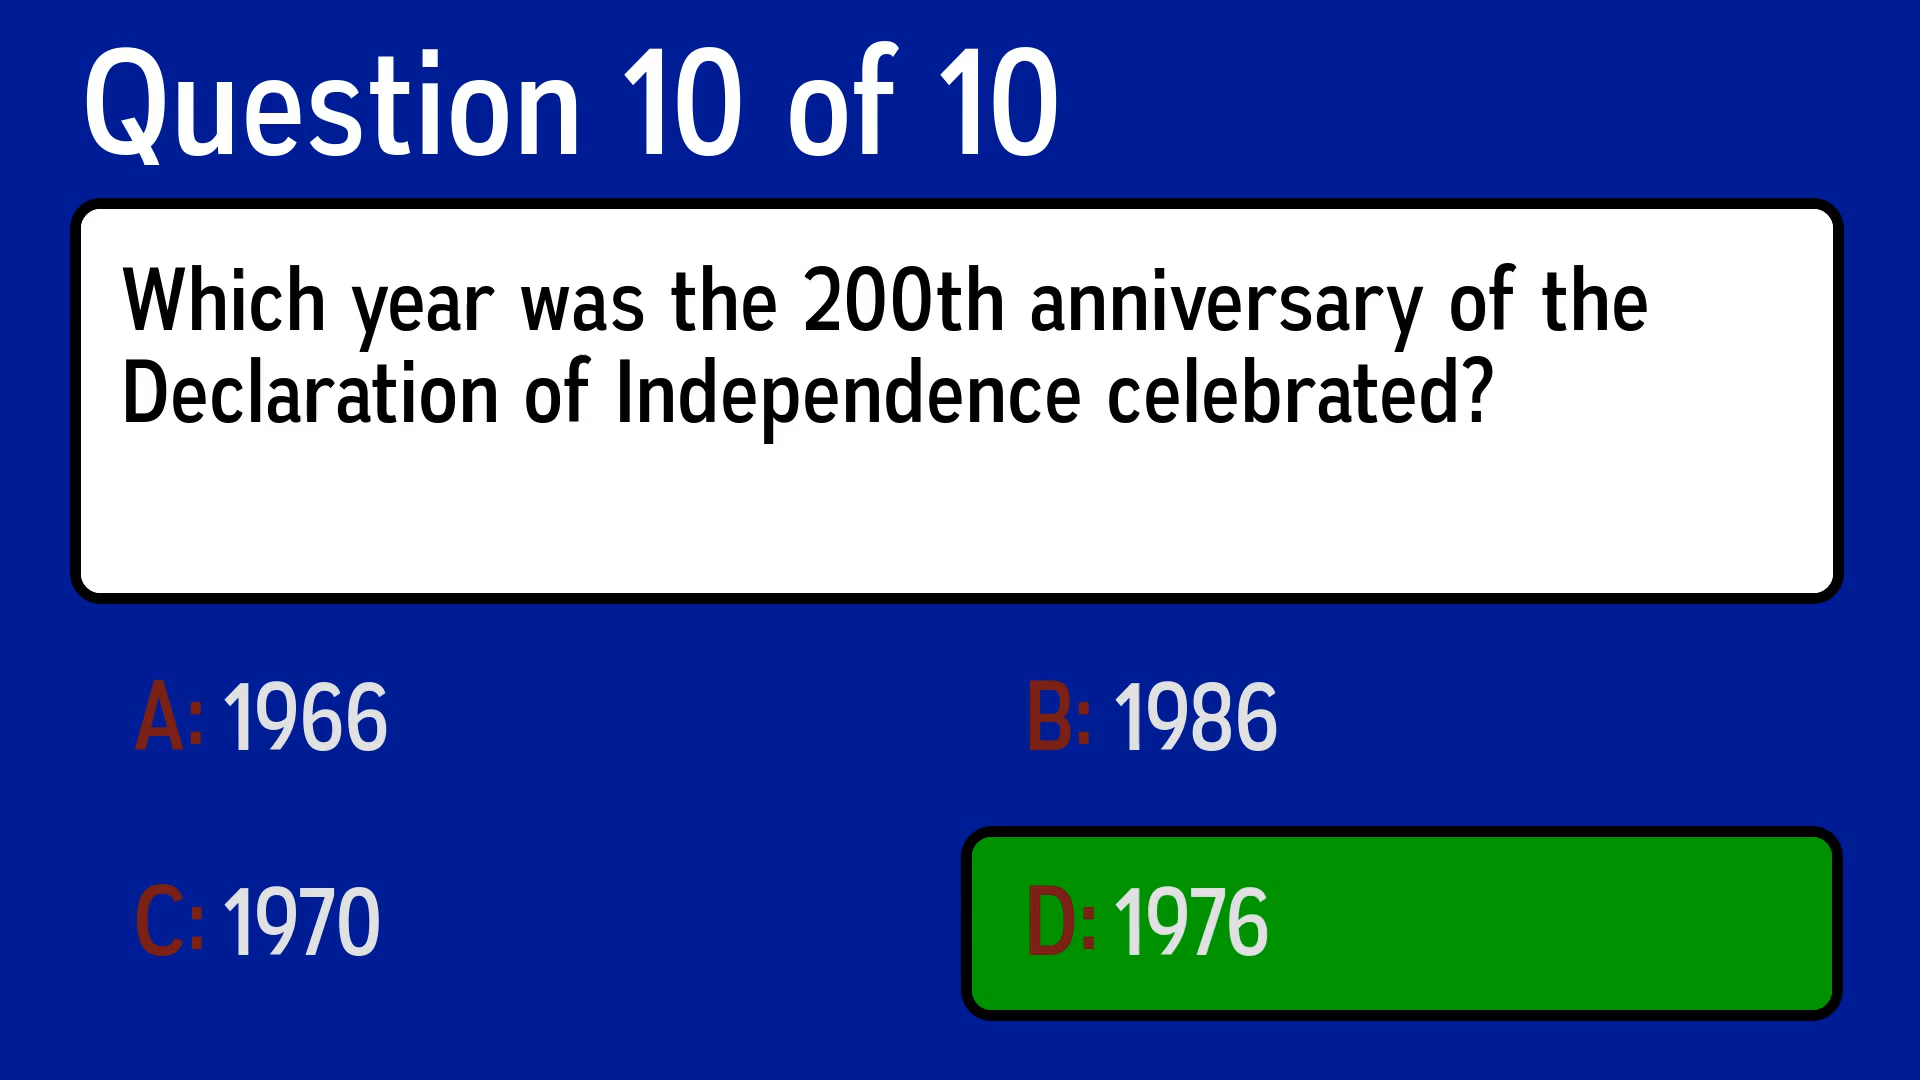 Question 10 of 10
Which year was the 200th anniversary of the
Declaration of Independence celebrated?
A: 1966
B: 1986
C: 1970
D: 1976